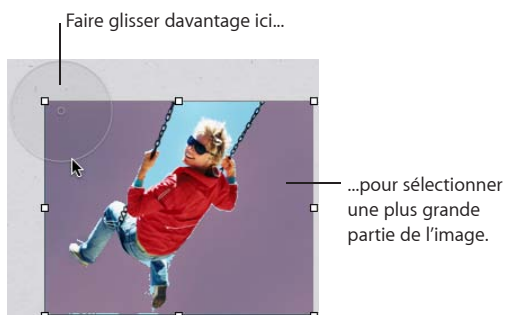 Faire glisser davantage ici...
...pour sélectionner
une plus grande
partie de l’image.